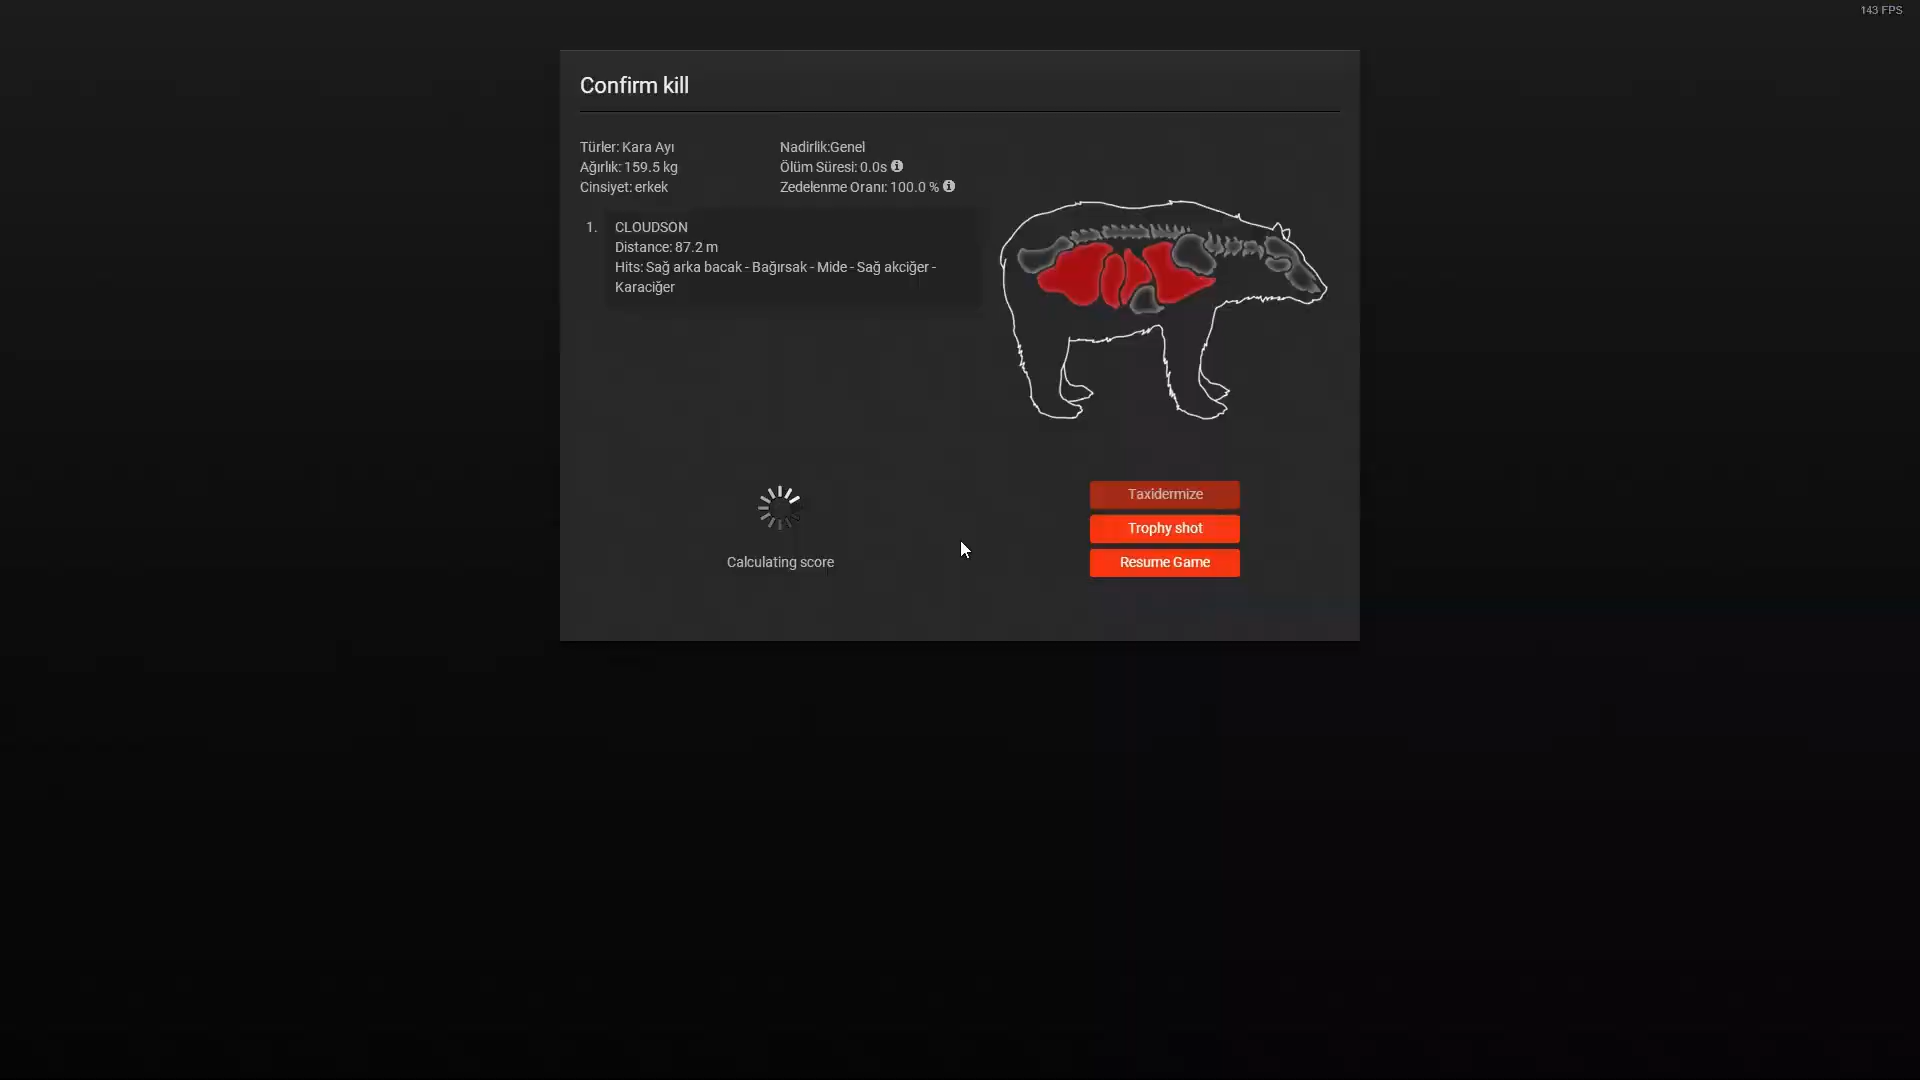 143 FPS
Confirm kill
Türler: Kara Ayı
Nadirlik:Genel
Ağırlık: 159.5 kg
Ölüm Süresi: 0.0s
Cinsiyet: erkek
Zedelenme Oranı: 100.0 %
1. CLOUDSON
Distance: 87.2 m
Hits: Sağ arka bacak - Bağırsak - Mide - Sağ akciğer -
Karaciğer
Taxidermize
Trophy shot
Resume Game
Calculating score